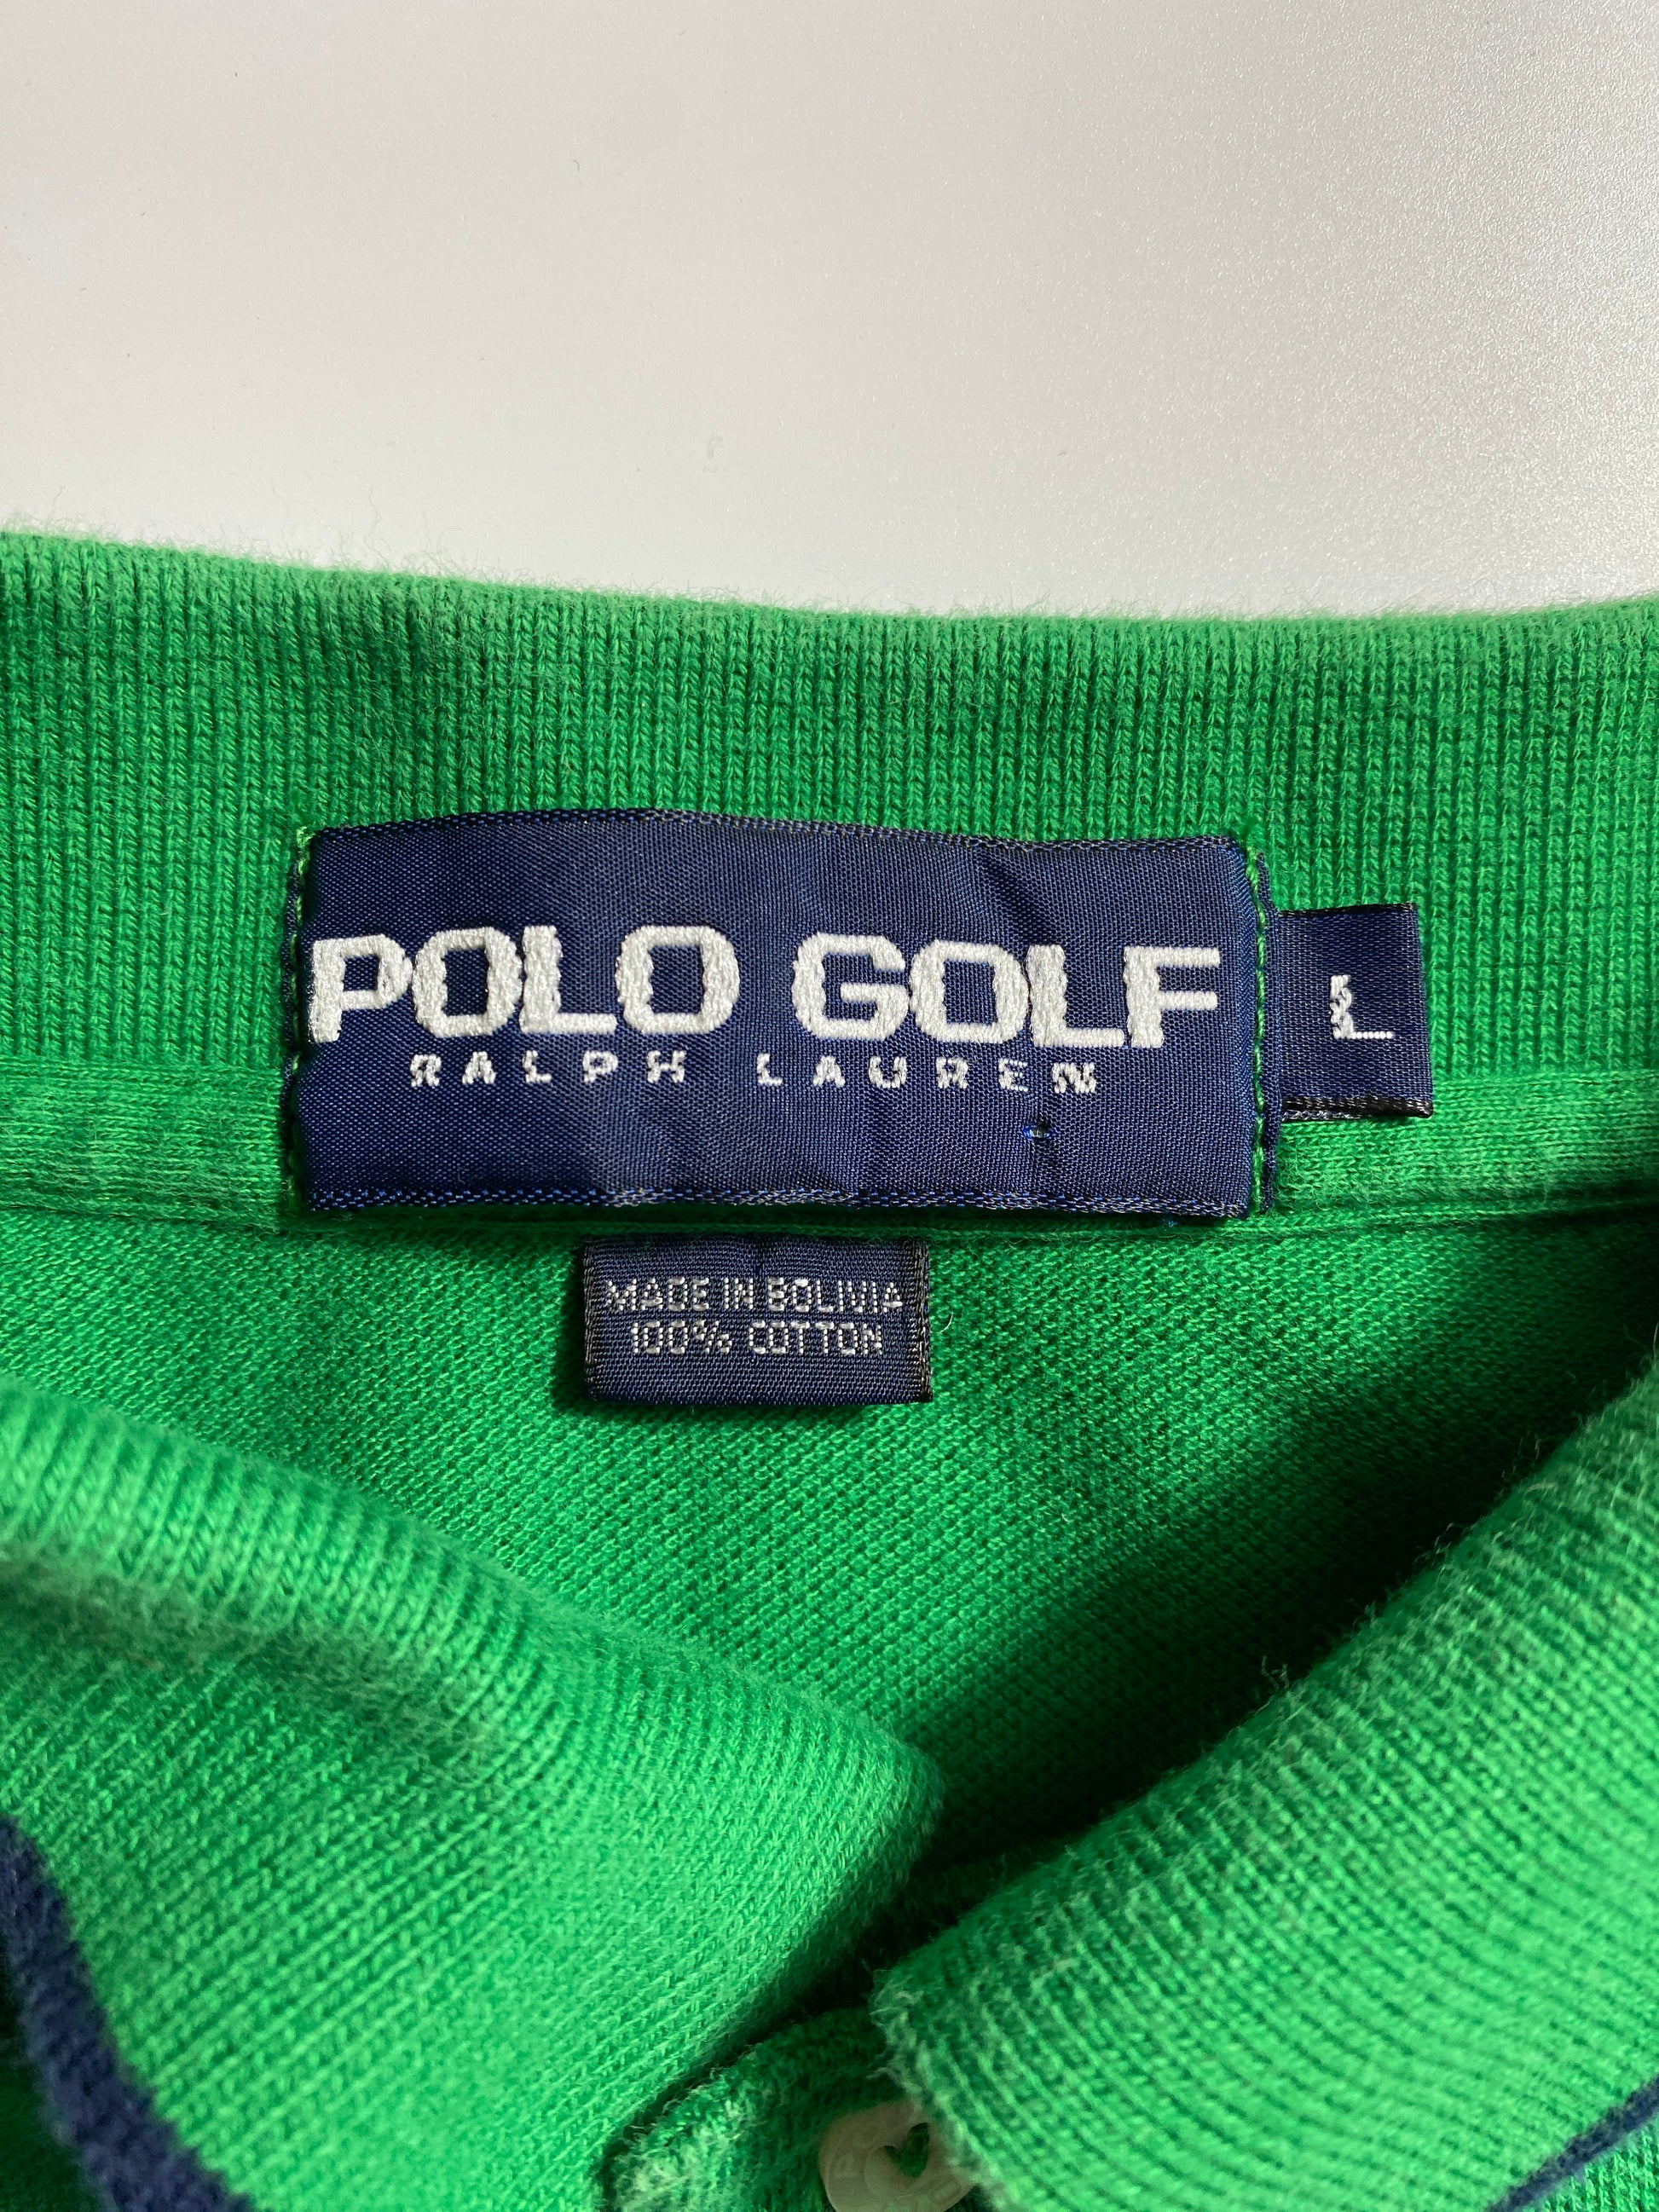 POLO GOLF
RALPH LAUREN
L
MADE IN BOLIVIA
100% COTTON